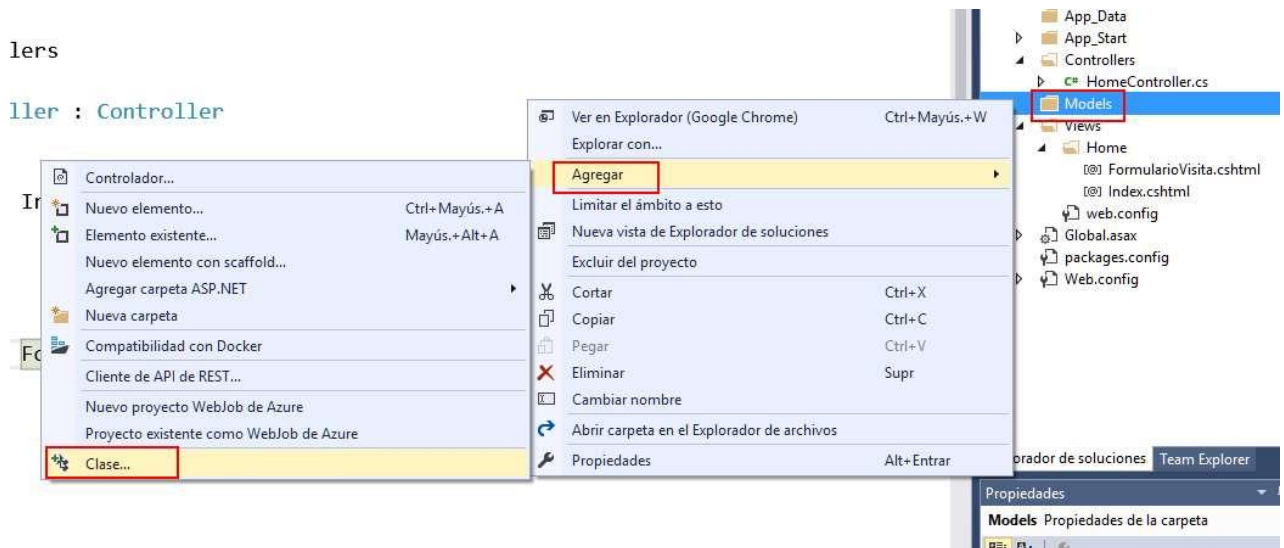 lers
ller : Controller
Ir
Fo
Controlador...
Nuevo elemento... Ctrl+Mayús.+A
Elemento existente... Mayús.+Alt+A
Nuevo elemento con scaffold...
Agregar carpeta ASP.NET
Nueva carpeta
Compatibilidad con Docker
Cliente de API de REST...
Nuevo proyecto WebJob de Azure
Proyecto existente como WebJob de Azure
Clase...
Ver en Explorador (Google Chrome) Ctrl+Mayús.+W
Explorar con...
Agregar
Limitar el ámbito a esto
Nueva vista de Explorador de soluciones
Excluir del proyecto
Cortar Ctrl+X
Copiar Ctrl+C
Pegar Ctrl+V
Eliminar Supr
Cambiar nombre
Abrir carpeta en el Explorador de archivos
Propiedades Alt+Entrar
App_Data
App_Start
Controllers
C# HomeController.cs
Models
Views
Home
[@] FormularioVisita.cshtml
[@] Index.cshtml
web.config
Global.asax
packages.config
Web.config
orador de soluciones Team Explorer
Propiedades
Models Propiedades de la carpeta